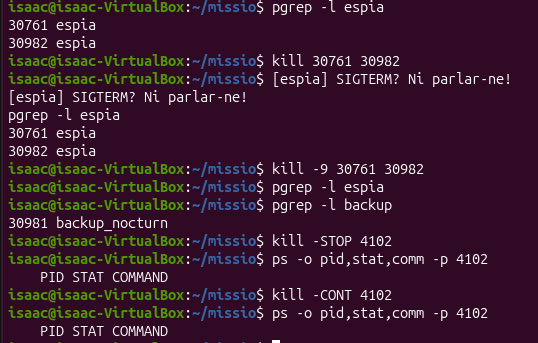 isaac@isaac-VirtualBox:~/missio$ pgrep -l espia
30761 espia
30982 espia
isaac@isaac-VirtualBox:~/missio$ kill 30761 30982
isaac@isaac-VirtualBox:~/missio$ [espia] SIGTERM? Ni parlar-ne!
[espia] SIGTERM? Ni parlar-ne!
pgrep -l espia
30761 espia
30982 espia
isaac@isaac-VirtualBox:~/missio$ kill -9 30761 30982
isaac@isaac-VirtualBox:~/missio$ pgrep -l espia
isaac@isaac-VirtualBox:~/missio$ pgrep -l backup
30981 backup_nocturn
isaac@isaac-VirtualBox:~/missio$ kill -STOP 4102
isaac@isaac-VirtualBox:~/missio$ ps -o pid,stat,comm -p 4102
    PID STAT COMMAND
isaac@isaac-VirtualBox:~/missio$ kill -CONT 4102
isaac@isaac-VirtualBox:~/missio$ ps -o pid,stat,comm -p 4102
    PID STAT COMMAND